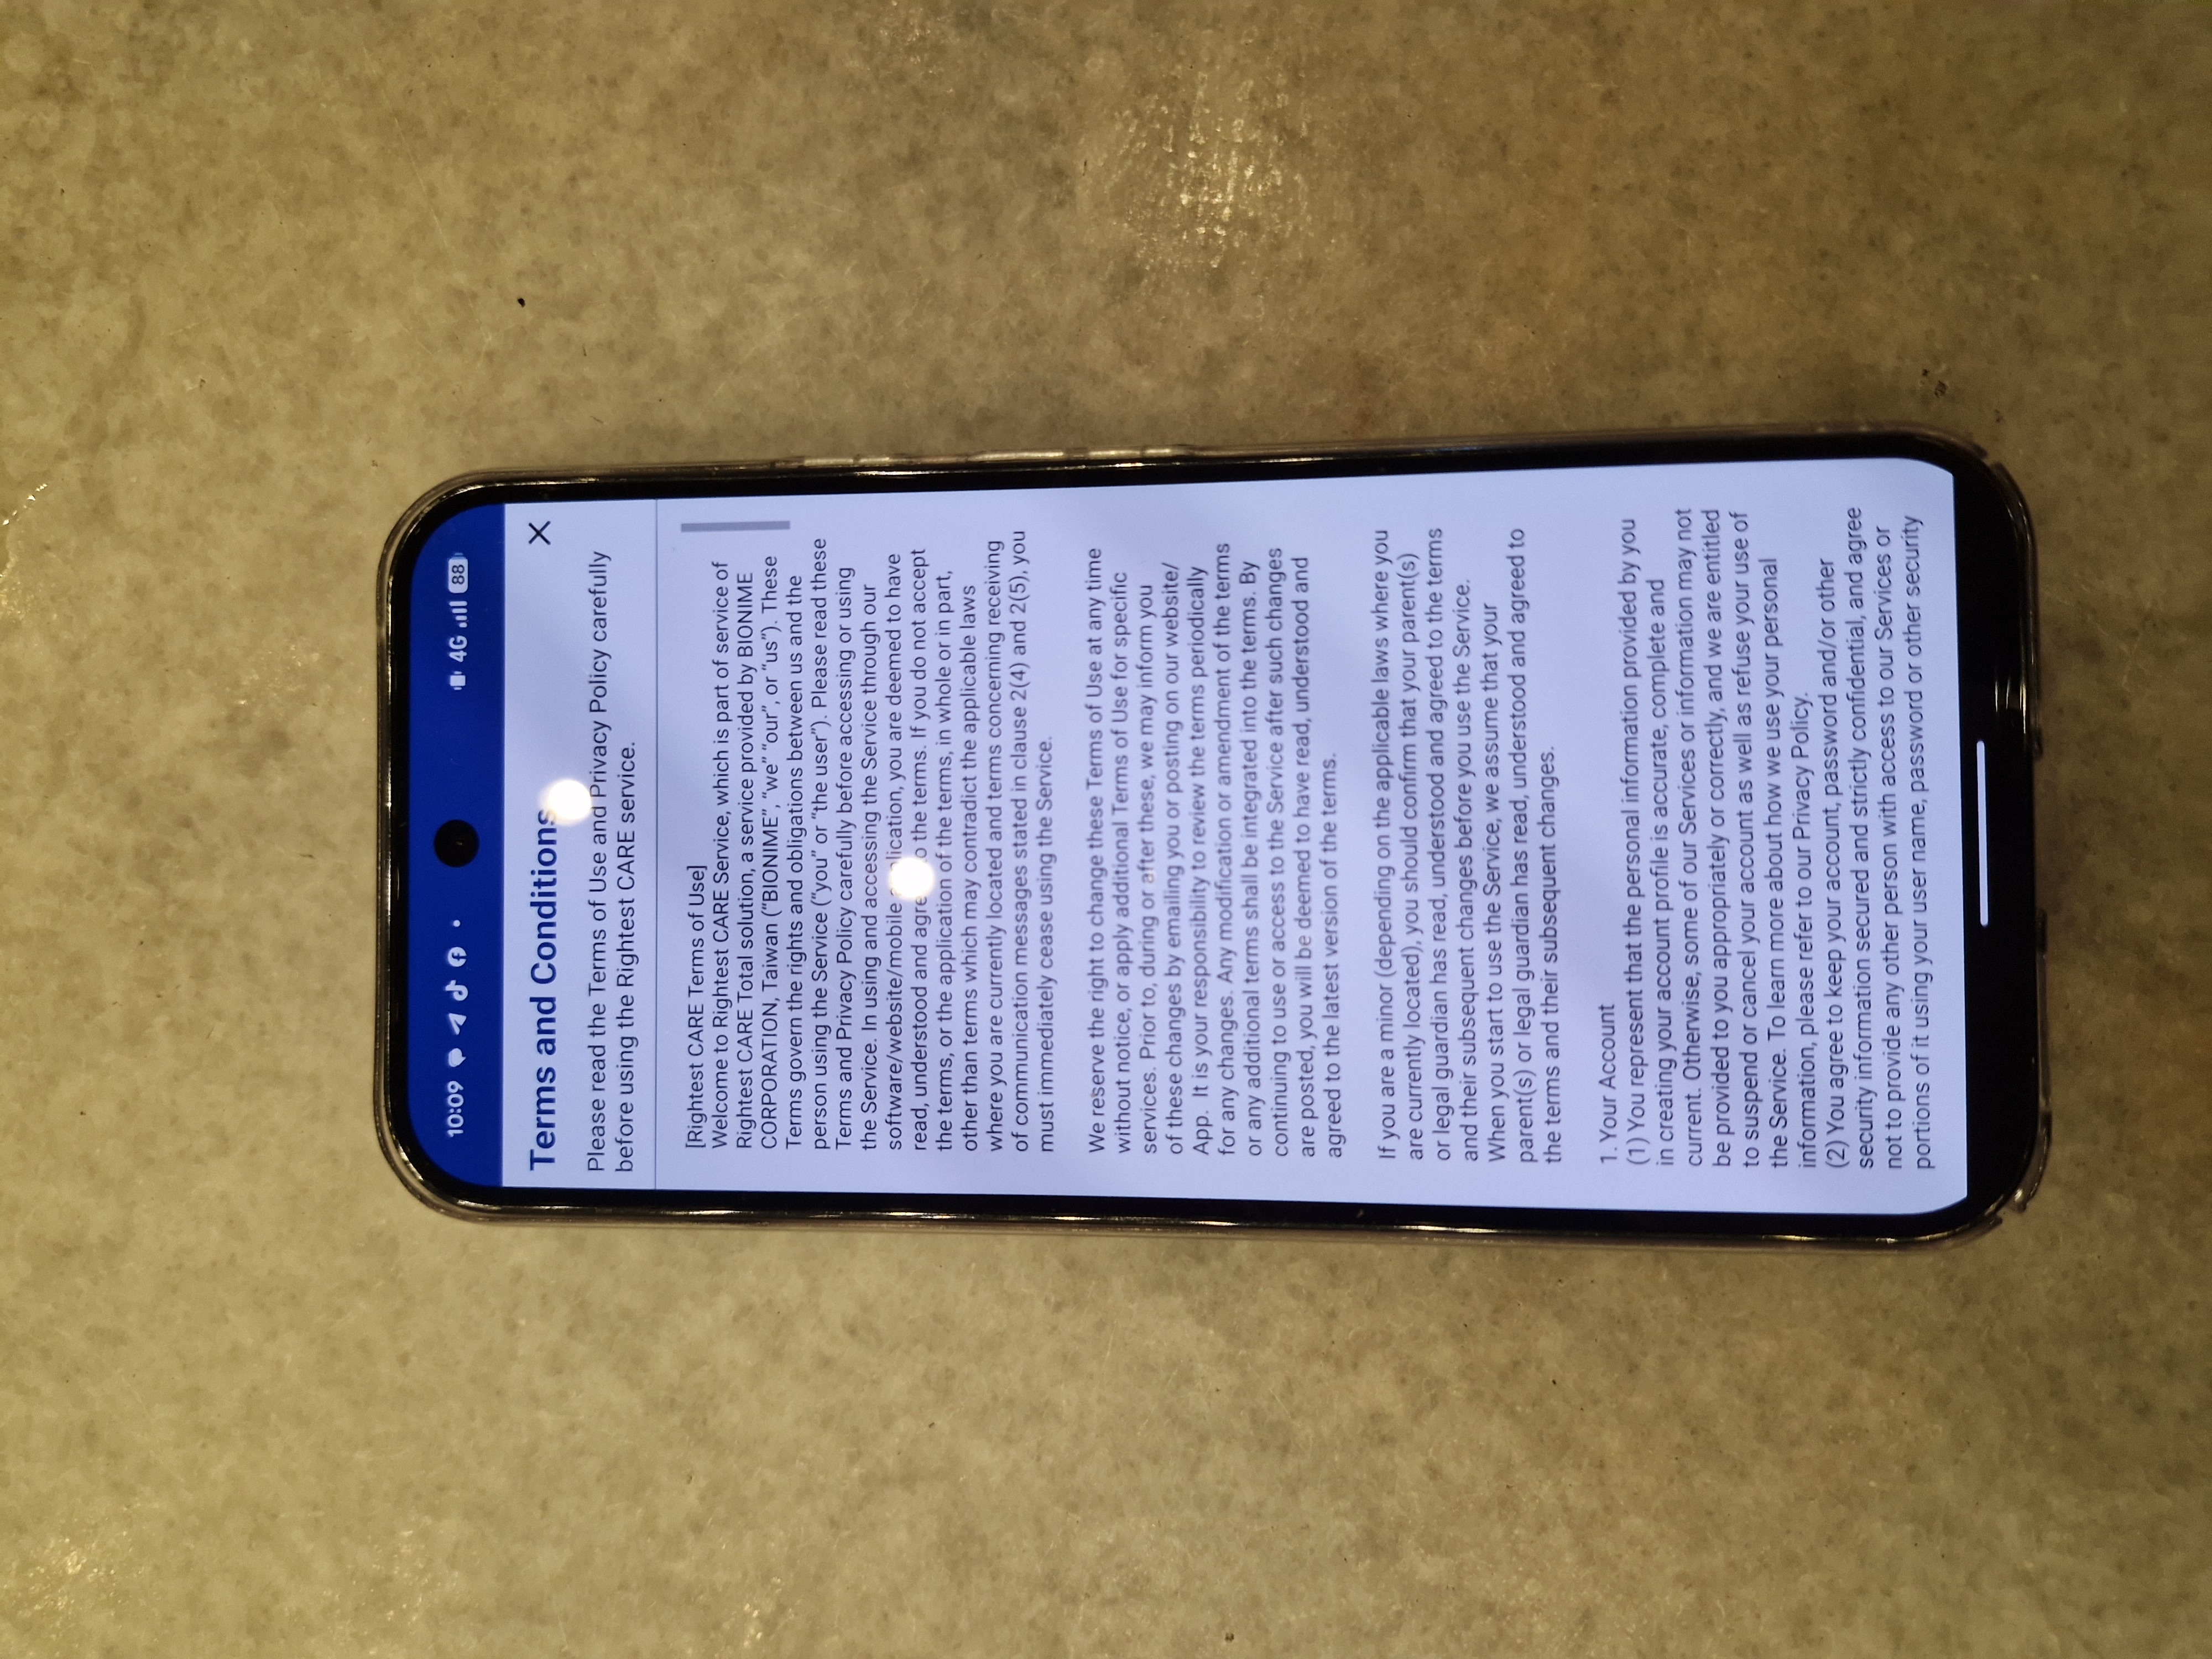 10:09
4G
88
Terms and Conditions
Please read the Terms of Use and Privacy Policy carefully
before using the Rightest CARE service.
[Rightest CARE Terms of Use]
Welcome to Rightest CARE Service, which is part of service of
Rightest CARE Total solution, a service provided by BIONIME
CORPORATION, Taiwan (“BIONIME”, “we” “our”, or “us”). These
Terms govern the rights and obligations between us and the
person using the Service (“you” or “the user”). Please read these
Terms and Privacy Policy carefully before accessing or using
the Service. In using and accessing the Service through our
software/website/mobile application, you are deemed to have
read, understood and to the terms. If you do not accept
the terms, or the application of the terms, in whole or in part,
other than terms which may contradict the applicable laws
where you are currently located and terms concerning receiving
of communication messages stated in clause 2(4) and 2(5), you
must immediately cease using the Service.
We reserve the right to change these Terms of Use at any time
without notice, or apply additional Terms of Use for specific
services. Prior to, during or after these, we may inform you
of these changes by emailing you or posting on our website/
App.  It is your responsibility to review the terms periodically
for any changes. Any modification or amendment of the terms
or any additional terms shall be integrated into the terms. By
continuing to use or access to the Service after such changes
are posted, you will be deemed to have read, understood and
agreed to the latest version of the terms.
If you are a minor (depending on the applicable laws where you
are currently located), you should confirm that your parent(s)
or legal guardian has read, understood and agreed to the terms
and their subsequent changes before you use the Service.
When you start to use the Service, we assume that your
parent(s) or legal guardian has read, understood and agreed to
the terms and their subsequent changes.
1. Your Account
(1) You represent that the personal information provided by you
in creating your account profile is accurate, complete and
current. Otherwise, some of our Services or information may not
be provided to you appropriately or correctly, and we are entitled
to suspend or cancel your account as well as refuse your use of
the Service. To learn more about how we use your personal
information, please refer to our Privacy Policy.
(2) You agree to keep your account, password and/or other
security information secured and strictly confidential, and agree
not to provide any other person with access to our Services or
portions of it using your user name, password or other security